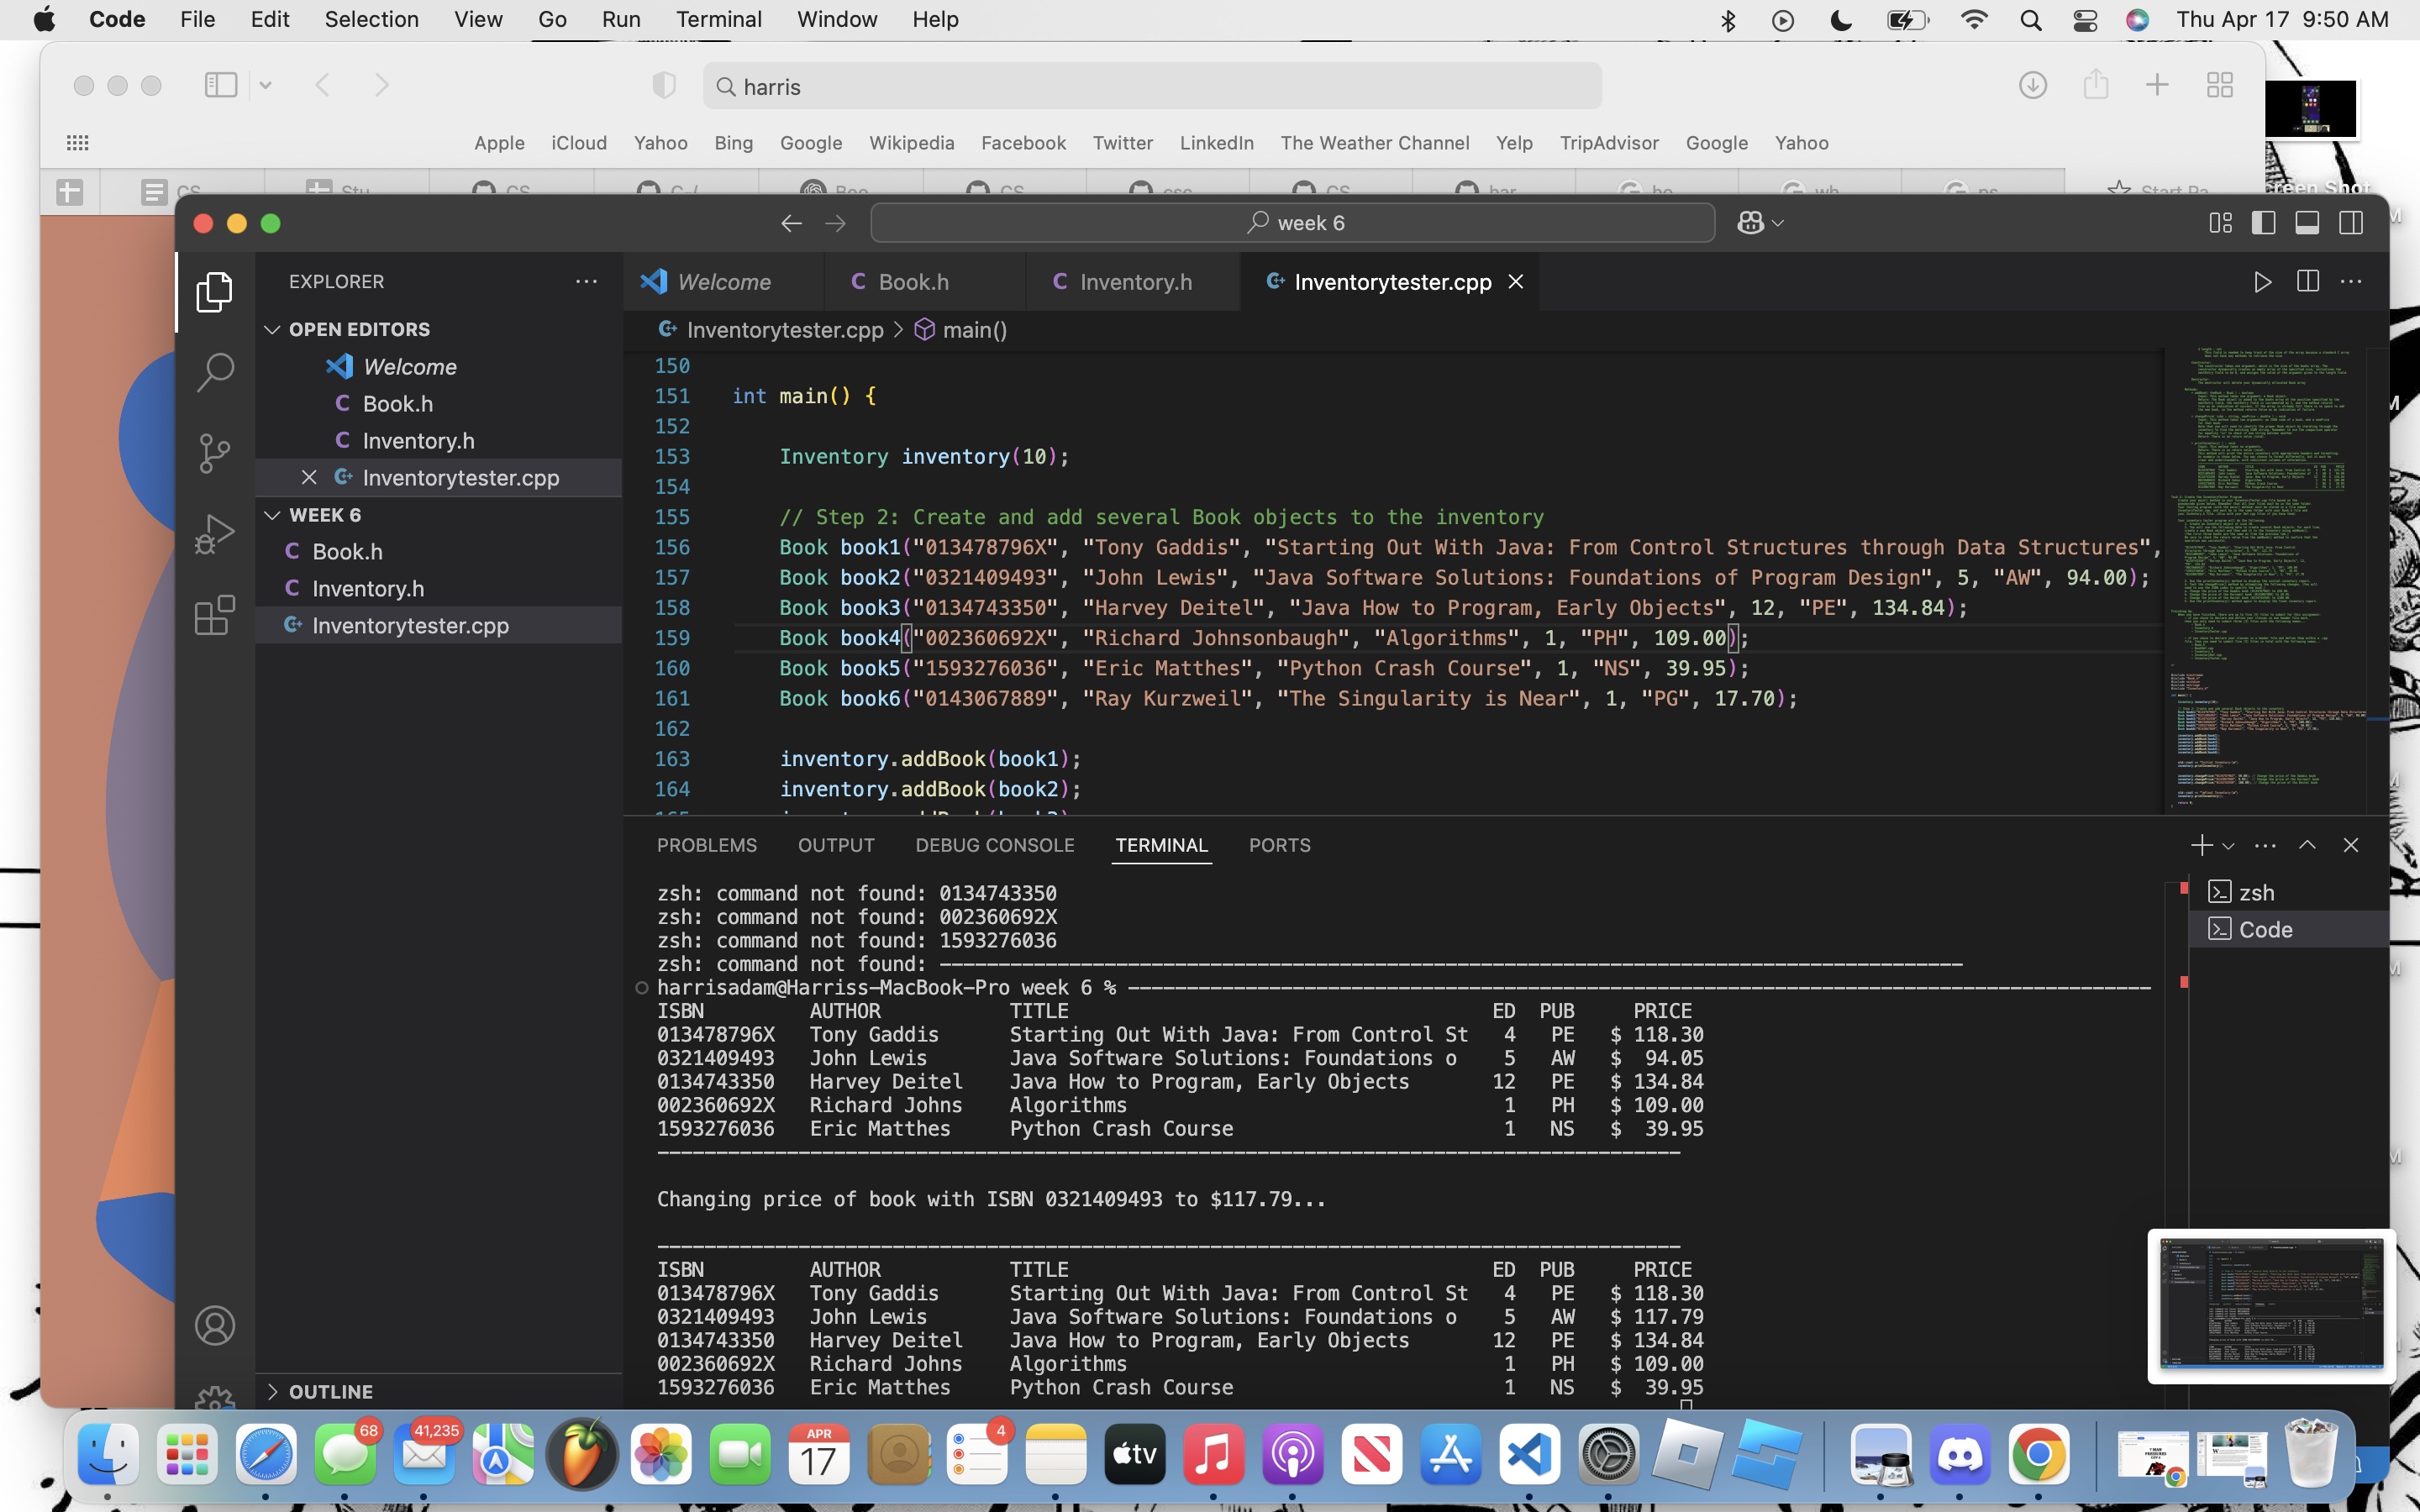 Code File Edit Selection View Go Run Terminal Window Help Thu Apr 17 9:50 AM
harris
Apple iCloud Yahoo Bing Google Wikipedia Facebook Twitter LinkedIn The Weather Channel Yelp TripAdvisor Google Yahoo
week 6
EXPLORER
OPEN EDITORS
Welcome
Book.h
Inventory.h
Inventorytester.cpp
WEEK 6
Book.h
Inventory.h
Inventorytester.cpp
OUTLINE
Welcome Book.h Inventory.h Inventorytester.cpp
Inventorytester.cpp > main()
150
151 int main() {
152
153 Inventory inventory(10);
154
155 // Step 2: Create and add several Book objects to the inventory
156 Book book1("013478796X", "Tony Gaddis", "Starting Out With Java: From Control Structures through Data Structures",
157 Book book2("0321409493", "John Lewis", "Java Software Solutions: Foundations of Program Design", 5, "AW", 94.00);
158 Book book3("0134743350", "Harvey Deitel", "Java How to Program, Early Objects", 12, "PE", 134.84);
159 Book book4("002360692X", "Richard Johnsonbaugh", "Algorithms", 1, "PH", 109.00);
160 Book book5("1593276036", "Eric Matthes", "Python Crash Course", 1, "NS", 39.95);
161 Book book6("0143067889", "Ray Kurzweil", "The Singularity is Near", 1, "PG", 17.70);
162
163 inventory.addBook(book1);
164 inventory.addBook(book2);
PROBLEMS OUTPUT DEBUG CONSOLE TERMINAL PORTS
zsh
Code
zsh: command not found: 0134743350
zsh: command not found: 002360692X
zsh: command not found: 1593276036
zsh: command not found: ---------------------------------------------------------------------------------------
harrisadam@Harriss-MacBook-Pro week 6 % ---------------------------------------------------------------------------------------
ISBN AUTHOR TITLE ED PUB PRICE
013478796X Tony Gaddis Starting Out With Java: From Control St 4 PE $ 118.30
0321409493 John Lewis Java Software Solutions: Foundations o 5 AW $ 94.05
0134743350 Harvey Deitel Java How to Program, Early Objects 12 PE $ 134.84
002360692X Richard Johns Algorithms 1 PH $ 109.00
1593276036 Eric Matthes Python Crash Course 1 NS $ 39.95
---------------------------------------------------------------------------------------
Changing price of book with ISBN 0321409493 to $117.79...
---------------------------------------------------------------------------------------
ISBN AUTHOR TITLE ED PUB PRICE
013478796X Tony Gaddis Starting Out With Java: From Control St 4 PE $ 118.30
0321409493 John Lewis Java Software Solutions: Foundations o 5 AW $ 117.79
0134743350 Harvey Deitel Java How to Program, Early Objects 12 PE $ 134.84
002360692X Richard Johns Algorithms 1 PH $ 109.00
1593276036 Eric Matthes Python Crash Course 1 NS $ 39.95
68 41,235 APR 17 4 tv